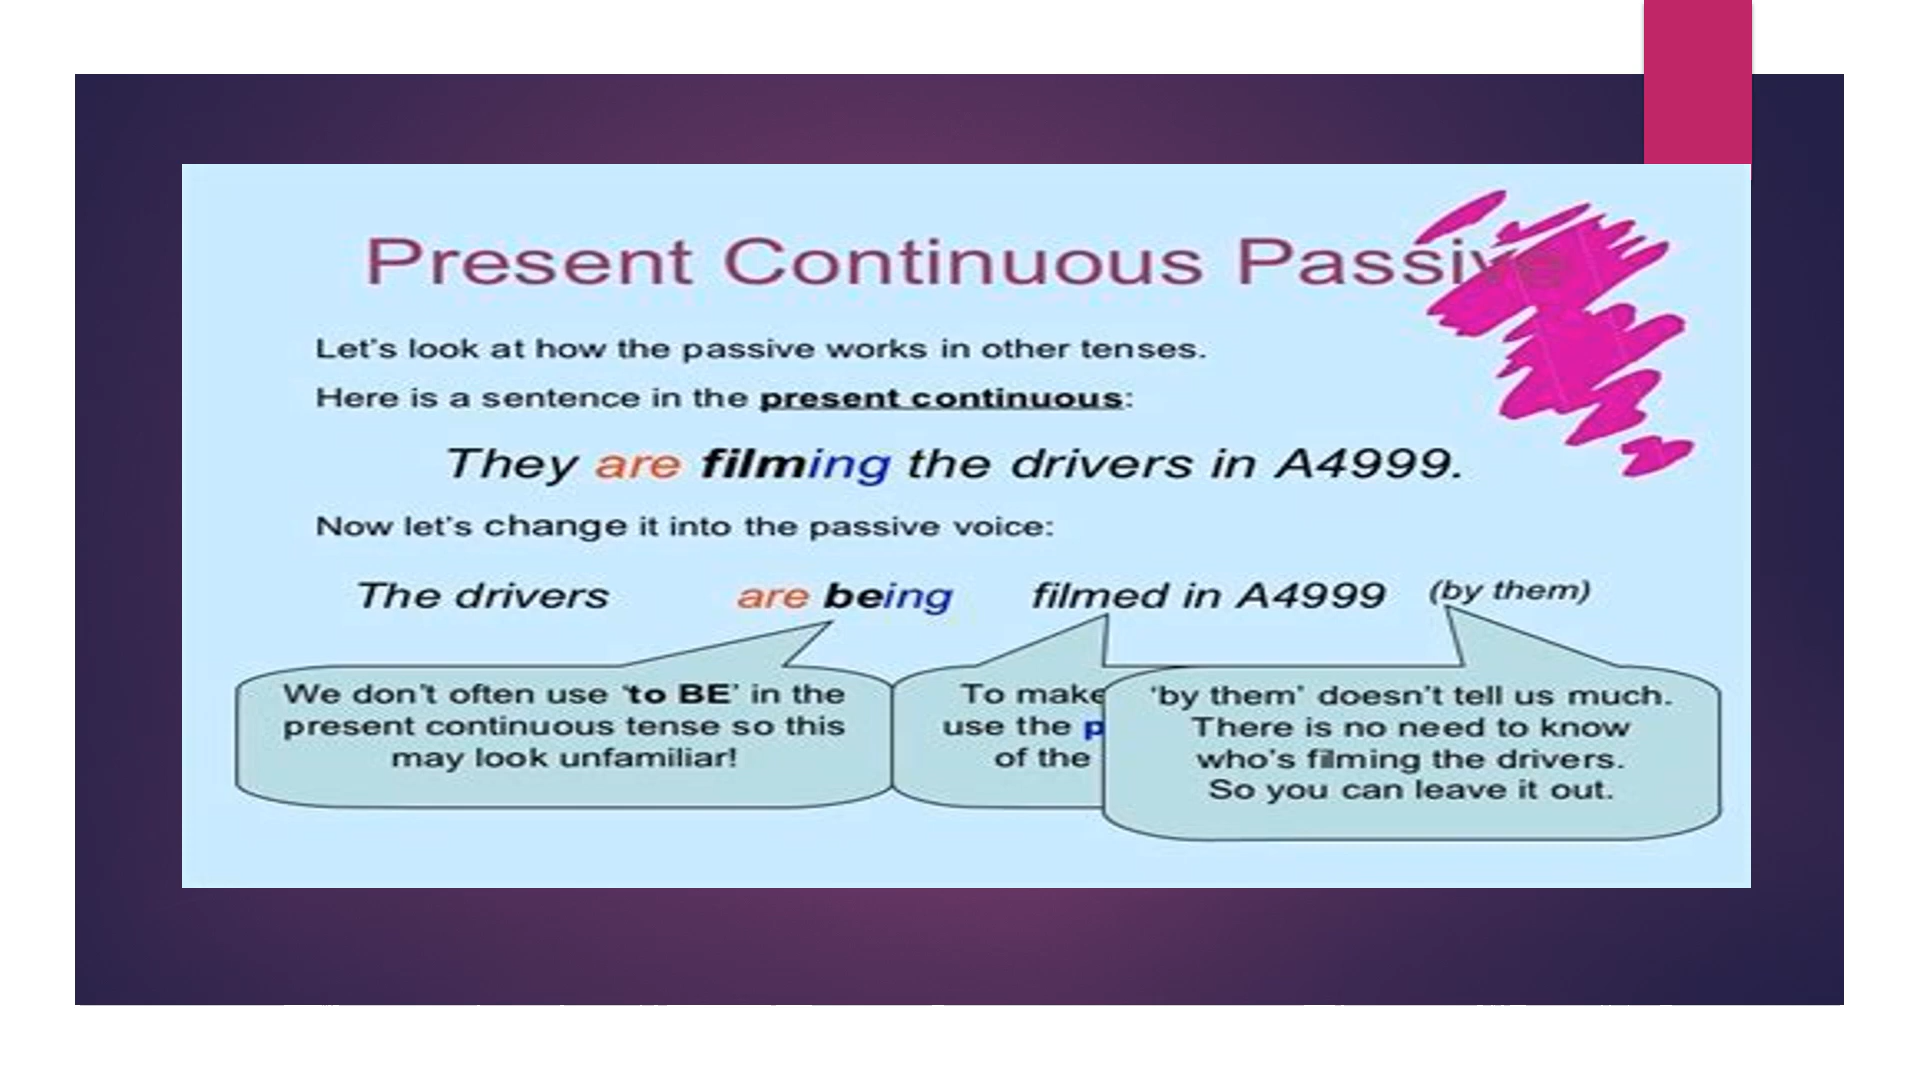 Present Continuous Passive
Let's look at how the passive works in other tenses.
Here is a sentence in the present continuous:
They are filming the drivers in A4999.
Now let's change it into the passive voice:
The drivers are being filmed in A4999 (by them)
We don't often use 'to BE' in the
present continuous tense so this
may look unfamiliar!
To make
use the p
of the
'by them' doesn't tell us much.
There is no need to know
who's filming the drivers.
So you can leave it out.